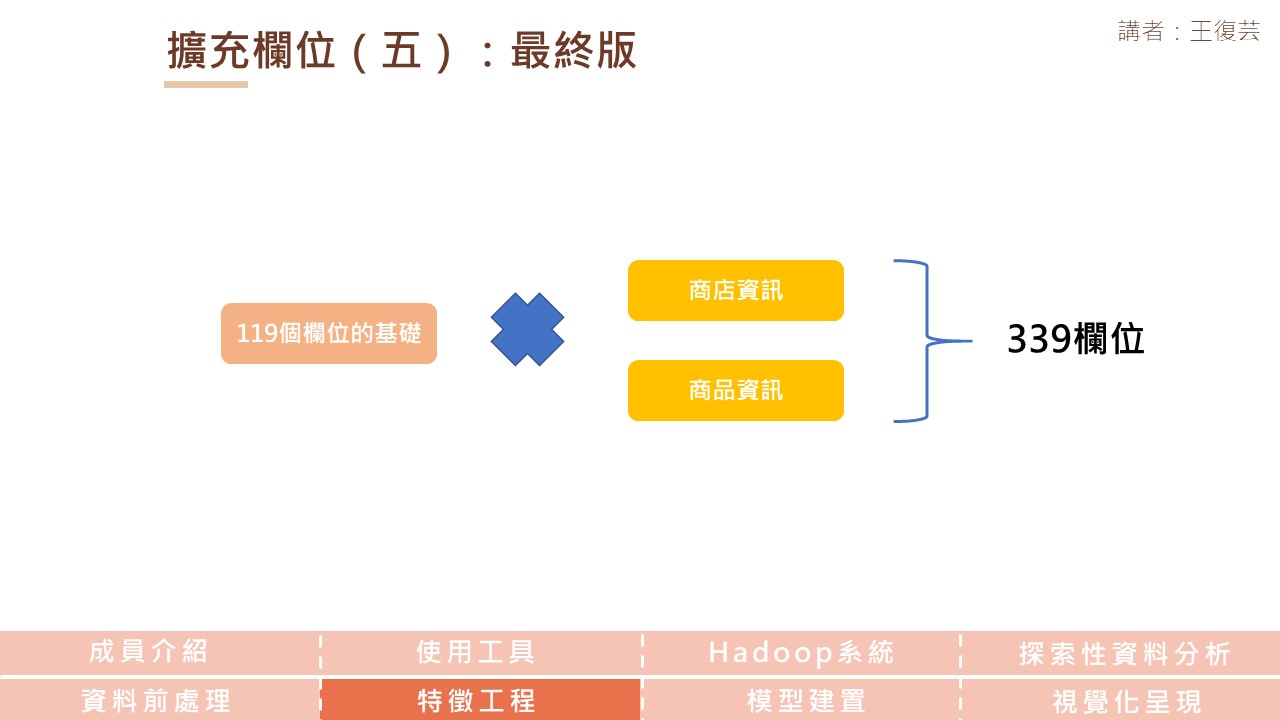 擴充欄位（五）：最終版
講者：王復芸
119個欄位的基礎
商店資訊
商品資訊
339欄位
成員介紹
使用工具
Hadoop系統
探索性資料分析
資料前處理
特徵工程
模型建置
視覺化呈現